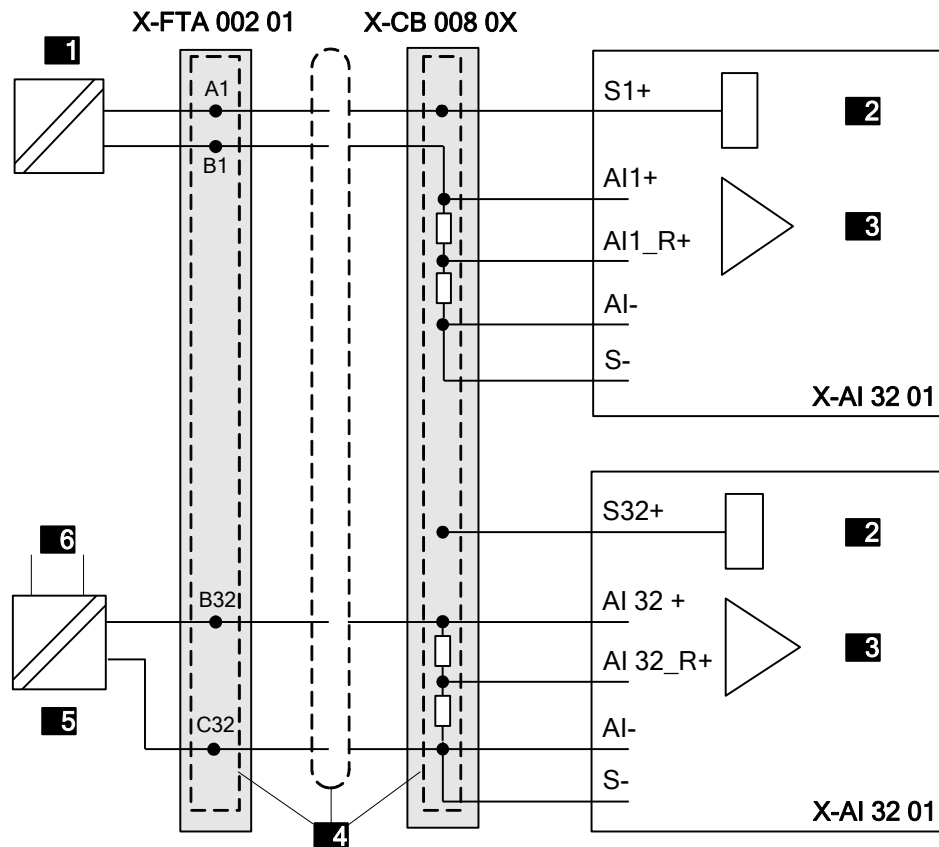 X-FTA 002 01
X-CB 008 0X
1
A1
B1
S1+
2
AI1+
AI1_R+
3
AI-
S-
X-AI 32 01
S32+
2
6
B32
AI 32 +
AI 32_R+
3
5
C32
AI-
S-
X-AI 32 01
4